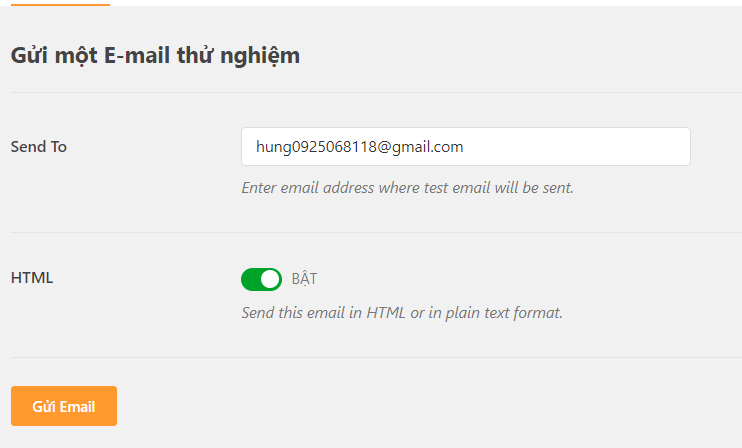 Gửi một E-mail thử nghiệm
Send To
hung0925068118@gmail.com
Enter email address where test email will be sent.
HTML
BẬT
Send this email in HTML or in plain text format.
Gửi Email